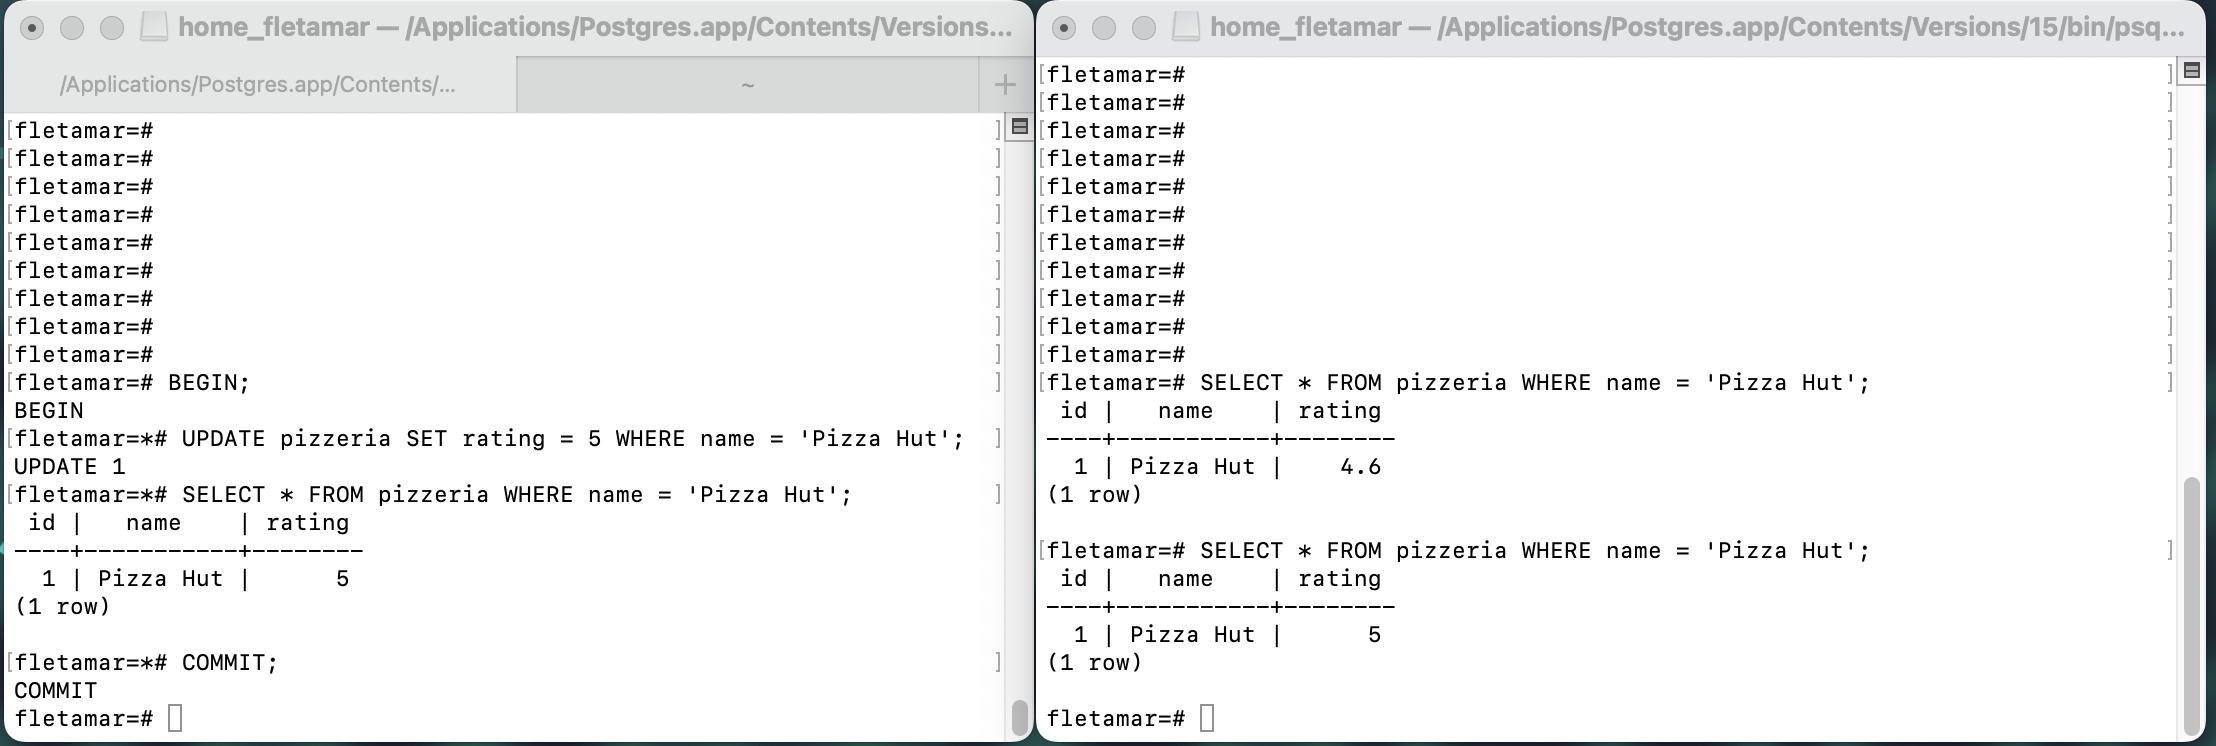 home_fletamar — /Applications/Postgres.app/Contents/Versions...
/Applications/Postgres.app/Contents/...
~
+
[fletamar=# ]
[fletamar=# ]
[fletamar=# ]
[fletamar=# ]
[fletamar=# ]
[fletamar=# ]
[fletamar=# ]
[fletamar=# ]
[fletamar=# ]
[fletamar=# BEGIN; ]
BEGIN
[fletamar=*# UPDATE pizzeria SET rating = 5 WHERE name = 'Pizza Hut'; ]
UPDATE 1
[fletamar=*# SELECT * FROM pizzeria WHERE name = 'Pizza Hut'; ]
 id |   name    | rating
----+-----------+--------
  1 | Pizza Hut |      5
(1 row)
[fletamar=*# COMMIT; ]
COMMIT
fletamar=#
home_fletamar — /Applications/Postgres.app/Contents/Versions/15/bin/psq...
[fletamar=# ]
[fletamar=# ]
[fletamar=# ]
[fletamar=# ]
[fletamar=# ]
[fletamar=# ]
[fletamar=# ]
[fletamar=# ]
[fletamar=# ]
[fletamar=# ]
[fletamar=# ]
[fletamar=# SELECT * FROM pizzeria WHERE name = 'Pizza Hut'; ]
 id |   name    | rating
----+-----------+--------
  1 | Pizza Hut |    4.6
(1 row)
[fletamar=# SELECT * FROM pizzeria WHERE name = 'Pizza Hut'; ]
 id |   name    | rating
----+-----------+--------
  1 | Pizza Hut |      5
(1 row)
fletamar=#